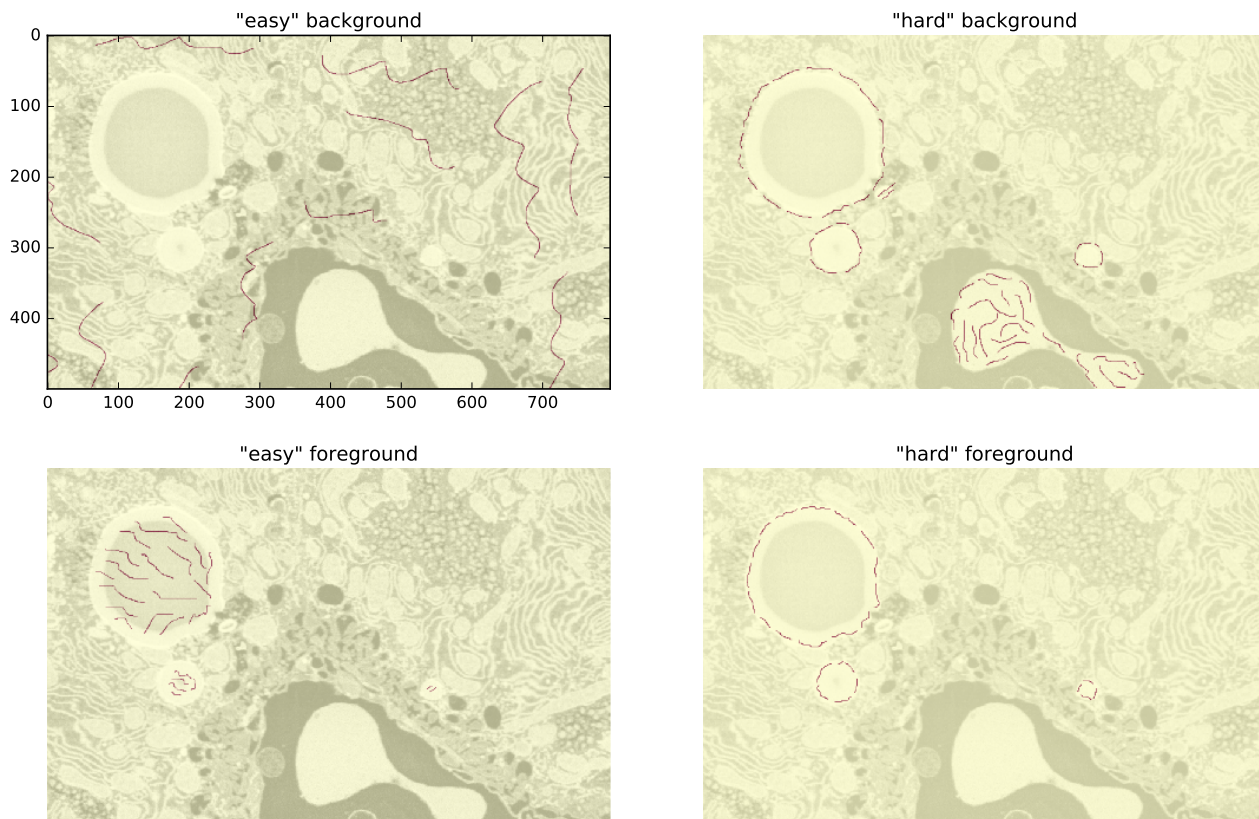 "easy" background
"hard" background
0
100
200
300
400
0 100 200 300 400 500 600 700
"easy" foreground
"hard" foreground